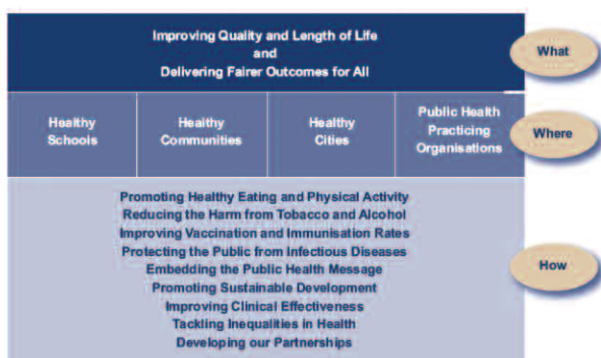 Improving Quality and Length of Life
and
Delivering Fairer Outcomes for All
What
Healthy
Schools
Healthy
Communities
Healthy
Cities
Public Health
Practicing
Organisations
Where
Promoting Healthy Eating and Physical Activity
Reducing the Harm from Tobacco and Alcohol
Improving Vaccination and Immunisation Rates
Protecting the Public from Infectious Diseases
Embedding the Public Health Message
Promoting Sustainable Development
Improving Clinical Effectiveness
Tackling Inequalities in Health
Developing our Partnerships
How